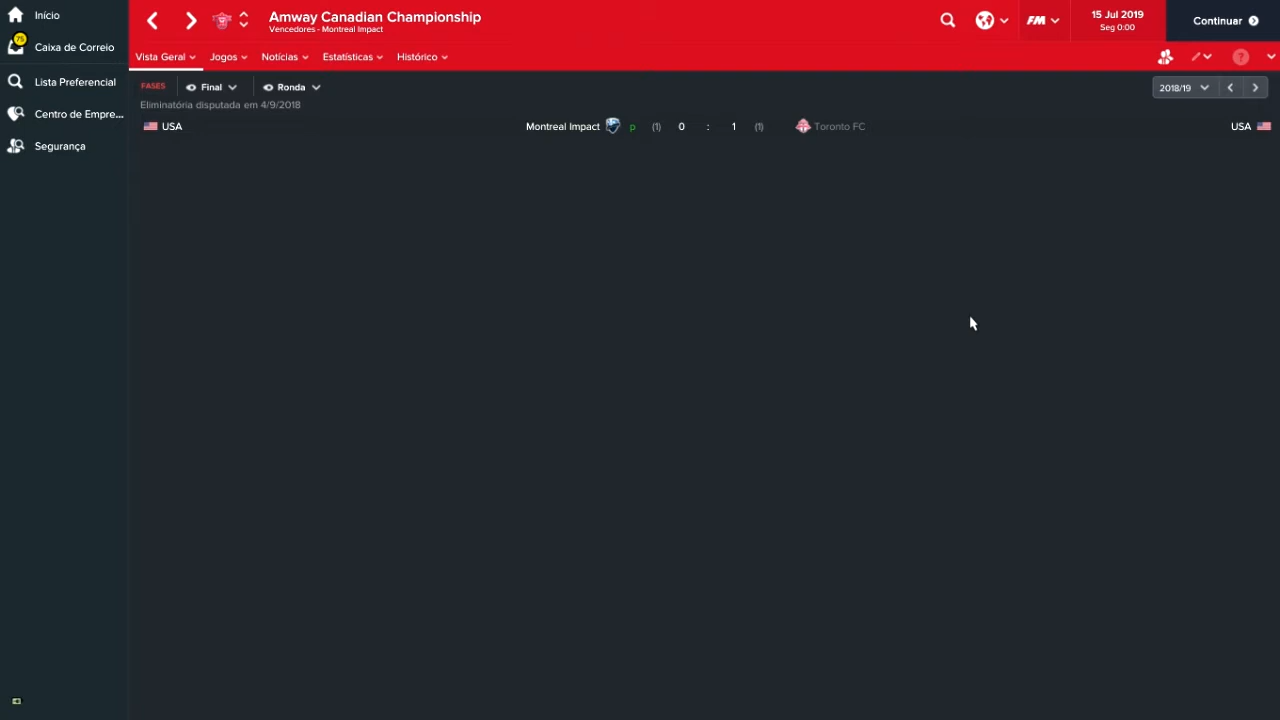 Início
75
Caixa de Correio
Lista Preferencial
Centro de Empre...
Segurança
Amway Canadian Championship
Vencedores - Montreal Impact
FM
15 Jul 2019
Seg 0:00
Continuar
Vista Geral
Jogos
Notícias
Estatísticas
Histórico
?
FASES
Final
Ronda
2018/19
Eliminatória disputada em 4/9/2018
USA Montreal Impact p (1) 0 : 1 (1) Toronto FC USA